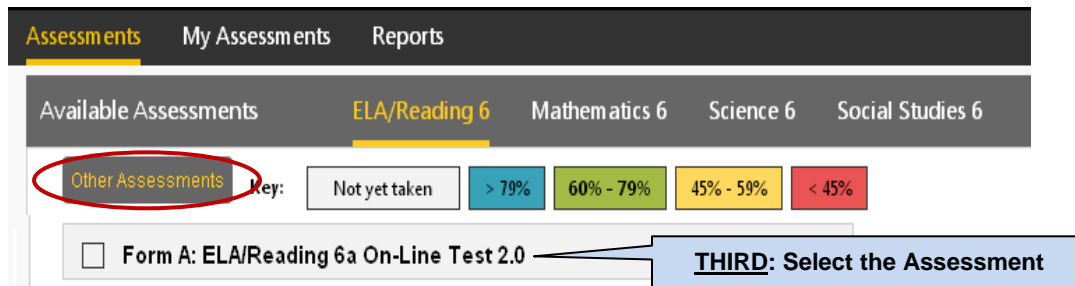 Assessments My Assessments Reports
Available Assessments ELA/Reading 6 Mathematics 6 Science 6 Social Studies 6
Other Assessments Key: Not yet taken > 79% 60% - 79% 45% - 59% < 45%
Form A: ELA/Reading 6a On-Line Test 2.0
THIRD: Select the Assessment